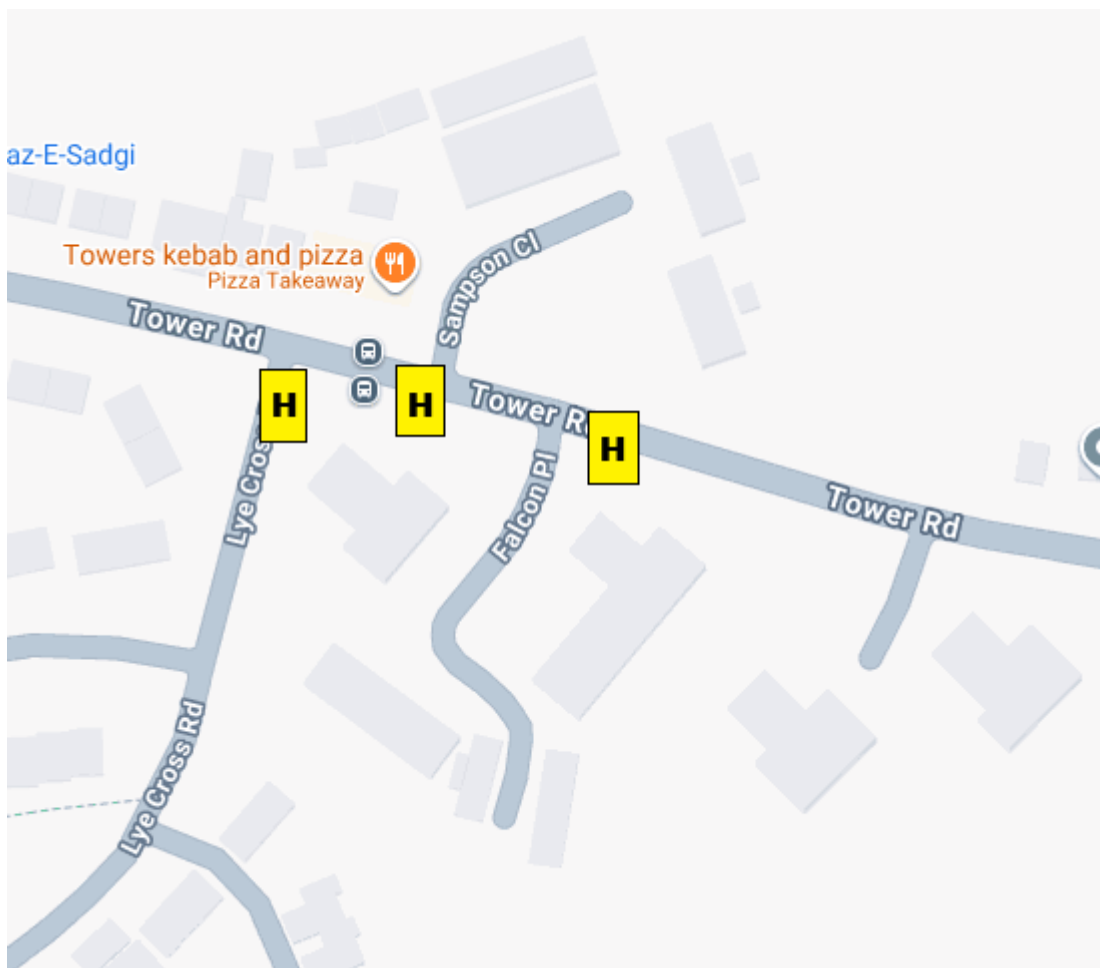 az-E-Sadgi
Towers kebab and pizza
Pizza Takeaway
Sampson Cl
Tower Rd
H
H
Tower R
H
Lye Cross
Falcon Pl
Tower Rd
Lye Cross Rd